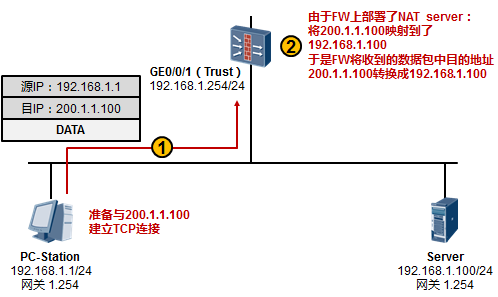 由于FW上部署了NAT server：
将200.1.1.100映射到了
192.168.1.100
于是FW将收到的数据包中目的地址
200.1.1.100转换成192.168.1.100
2
GE0/0/1（Trust）
192.168.1.254/24
源IP：192.168.1.1
目IP：200.1.1.100
DATA
1
准备与200.1.1.100
建立TCP连接
PC-Station
192.168.1.1/24
网关 1.254
Server
192.168.1.100/24
网关 1.254